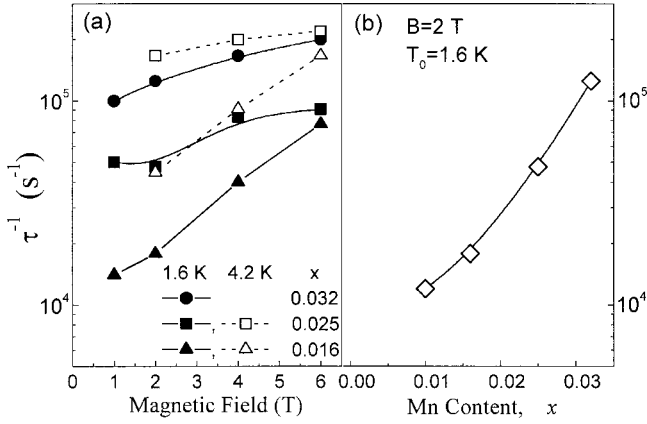 (a)
(b)
B=2 T
T₀=1.6 K
10⁵
10⁵
τ⁻¹ (s⁻¹)
1.6 K 4.2 K x
0.032
, 0.025
, 0.016
10⁴
10⁴
0 1 2 3 4 5 6
0.00 0.01 0.02 0.03
Magnetic Field (T)
Mn Content, x